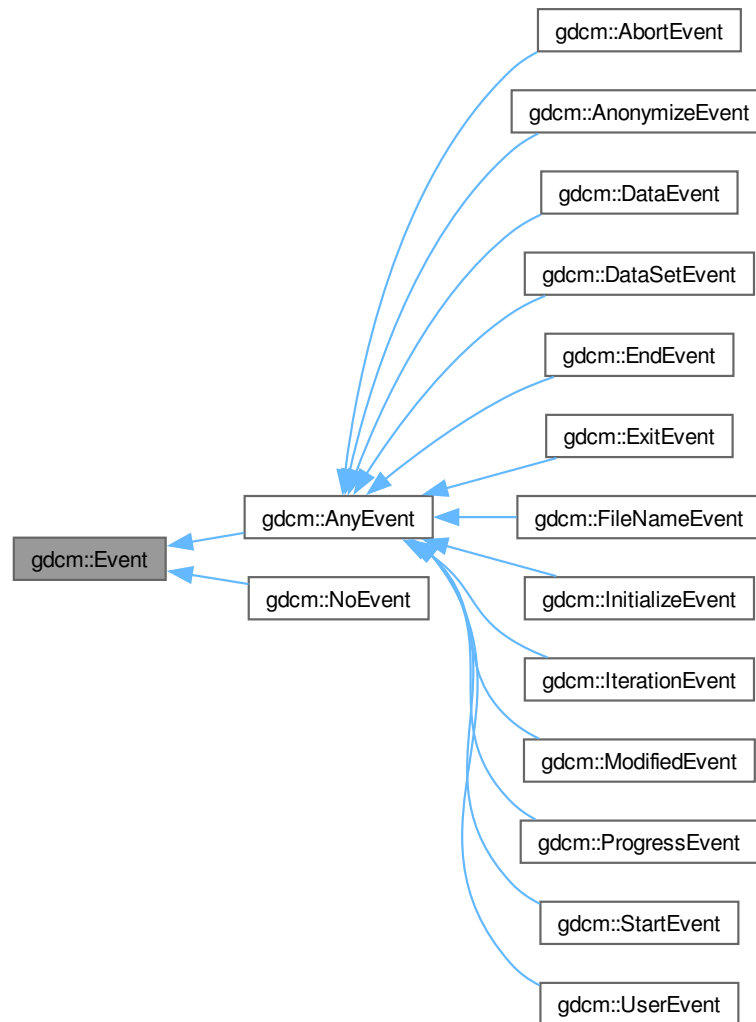 gdcm::AbortEvent
gdcm::AnonymizeEvent
gdcm::DataEvent
gdcm::DataSetEvent
gdcm::EndEvent
gdcm::ExitEvent
gdcm::AnyEvent
gdcm::FileNameEvent
gdcm::Event
gdcm::NoEvent
gdcm::InitializeEvent
gdcm::IterationEvent
gdcm::ModifiedEvent
gdcm::ProgressEvent
gdcm::StartEvent
gdcm::UserEvent